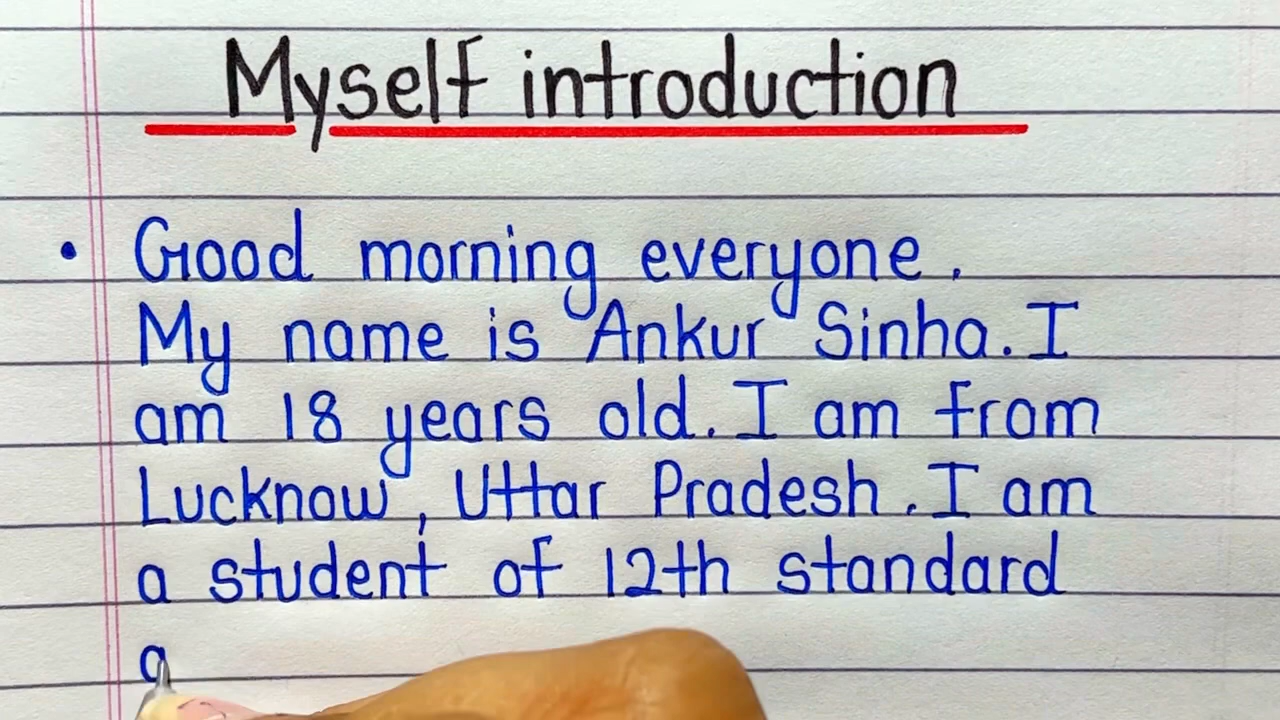 Myself introduction
• Good morning everyone.
My name is Ankur Sinha. I
am 18 years old. I am from
Lucknow, Uttar Pradesh. I am
a student of 12th standard
a